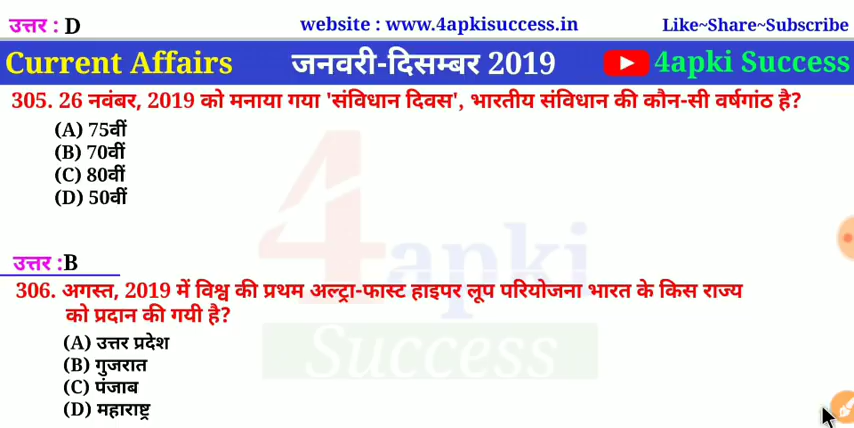 उत्तर : D website : www.4apkisuccess.in Like~Share~Subscribe
Current Affairs जनवरी-दिसम्बर 2019 4apki Success
305. 26 नवंबर, 2019 को मनाया गया 'संविधान दिवस', भारतीय संविधान की कौन-सी वर्षगांठ है?
(A) 75वीं
(B) 70वीं
(C) 80वीं
(D) 50वीं
उत्तर :B
306. अगस्त, 2019 में विश्व की प्रथम अल्ट्रा-फास्ट हाइपर लूप परियोजना भारत के किस राज्य
को प्रदान की गयी है?
(A) उत्तर प्रदेश
(B) गुजरात
(C) पंजाब
(D) महाराष्ट्र
4apki
Success